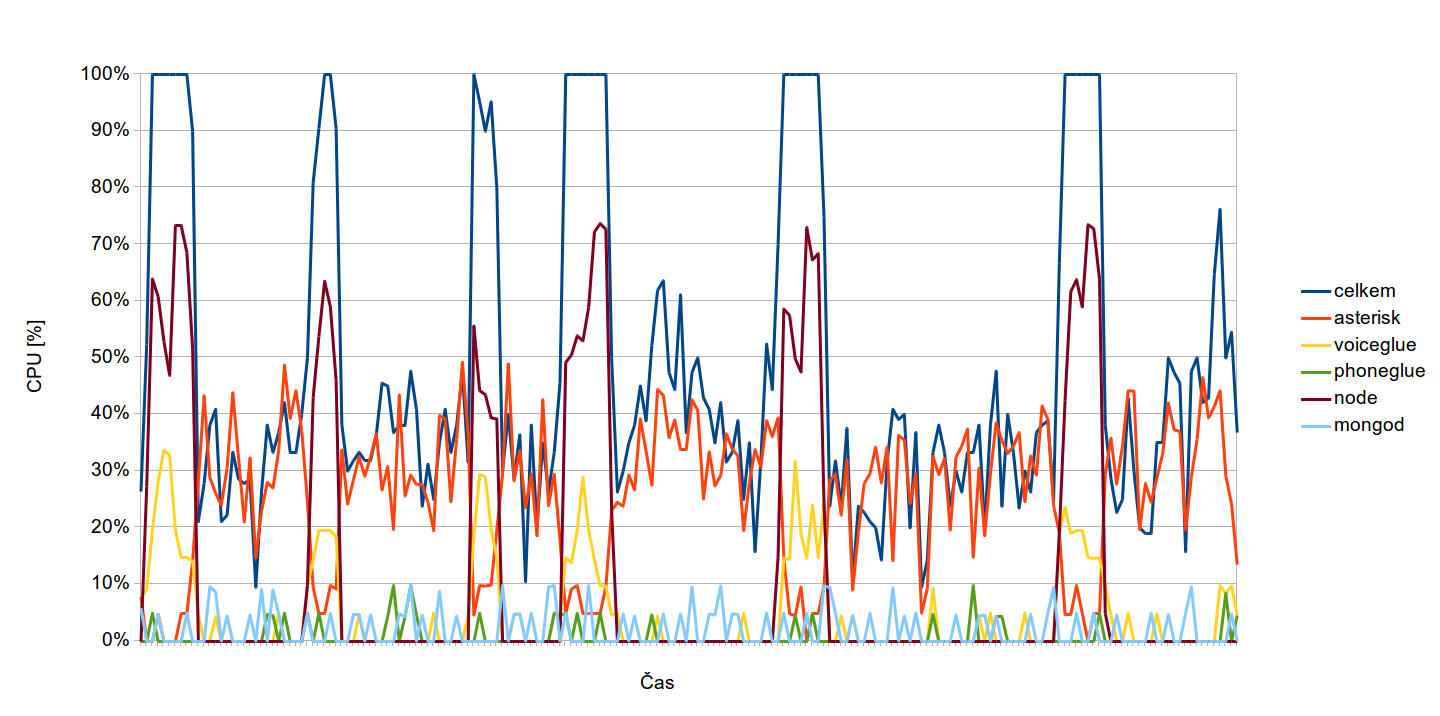 100%
90%
80%
70%
60%
50%
40%
30%
20%
10%
0%
CPU [%]
Čas
celkem
asterisk
voiceglue
phoneglue
node
mongod